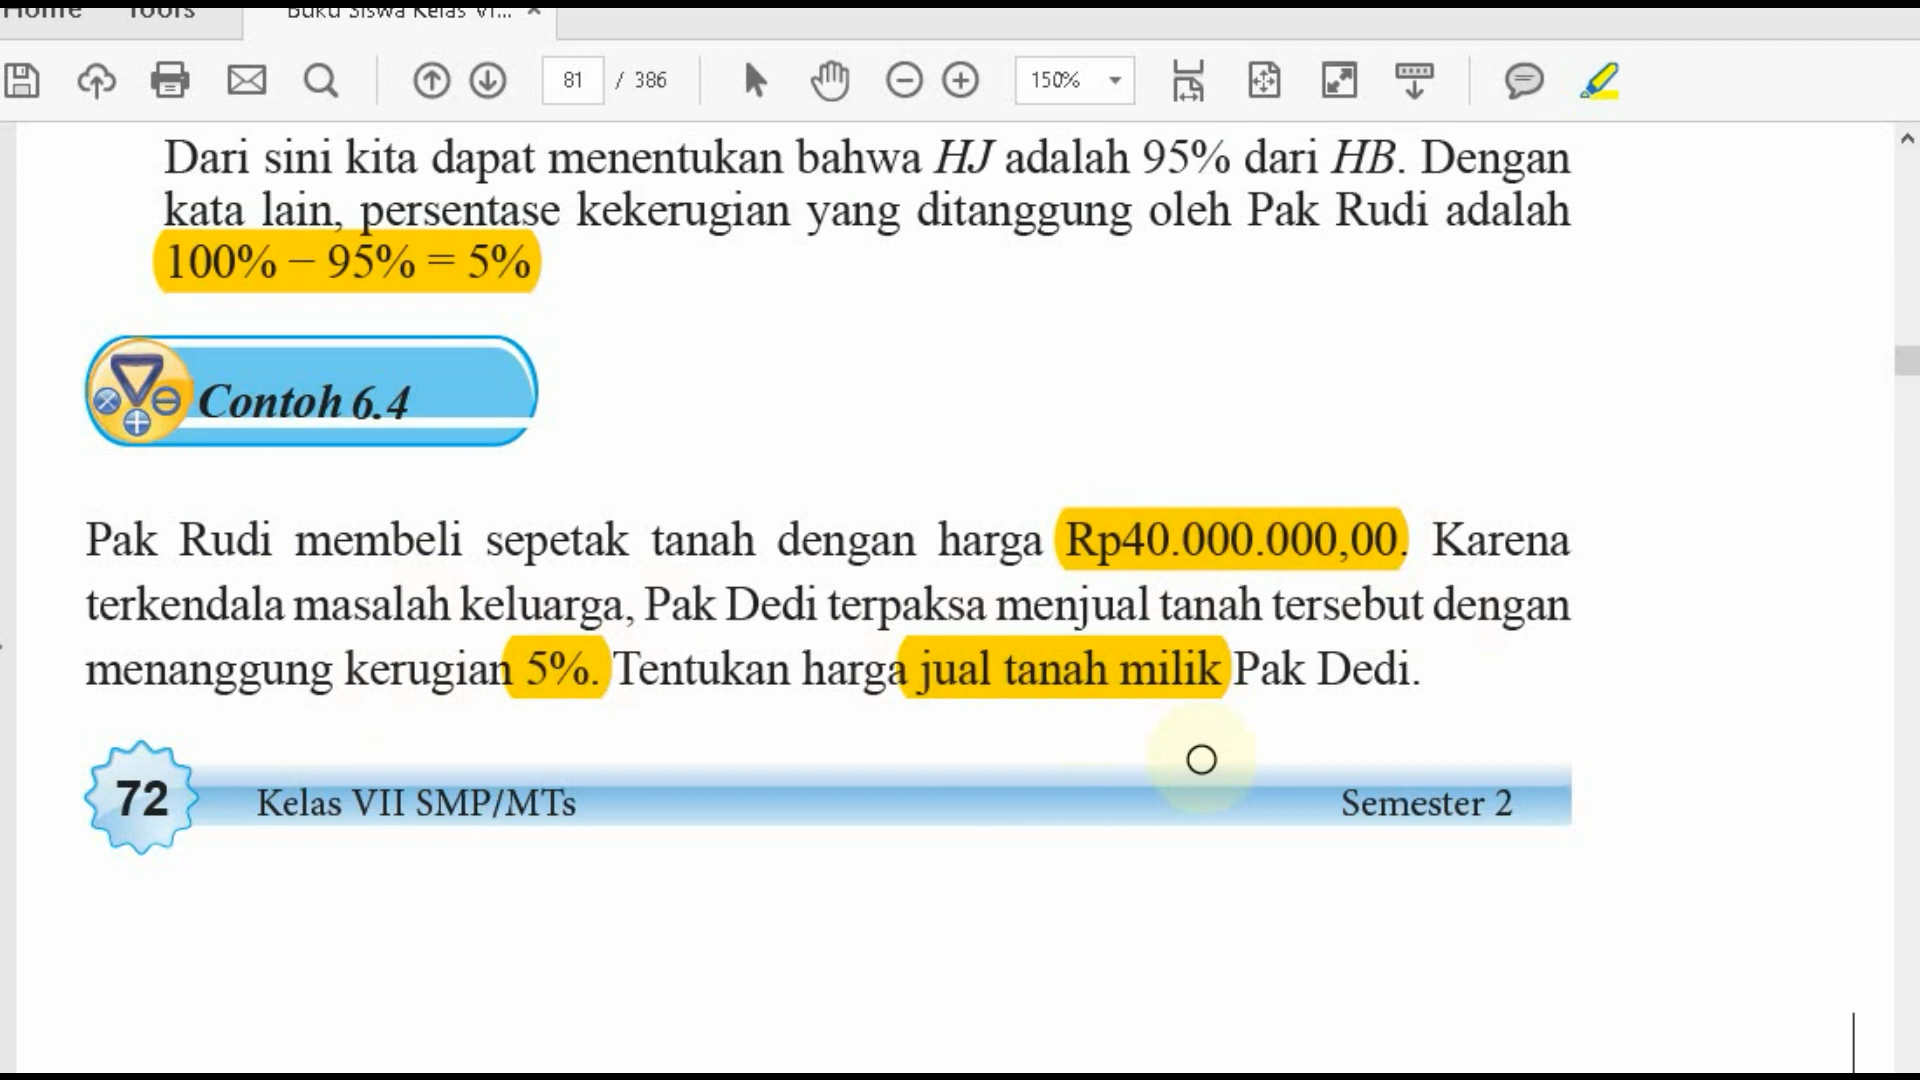 Home Tools Buku Siswa Kelas VI... ×
81 / 386 150%
Dari sini kita dapat menentukan bahwa HJ adalah 95% dari HB. Dengan
kata lain, persentase kekerugian yang ditanggung oleh Pak Rudi adalah
100% − 95% = 5%
Contoh 6.4
Pak Rudi membeli sepetak tanah dengan harga Rp40.000.000,00. Karena
terkendala masalah keluarga, Pak Dedi terpaksa menjual tanah tersebut dengan
menanggung kerugian 5%. Tentukan harga jual tanah milik Pak Dedi.
72 Kelas VII SMP/MTs Semester 2